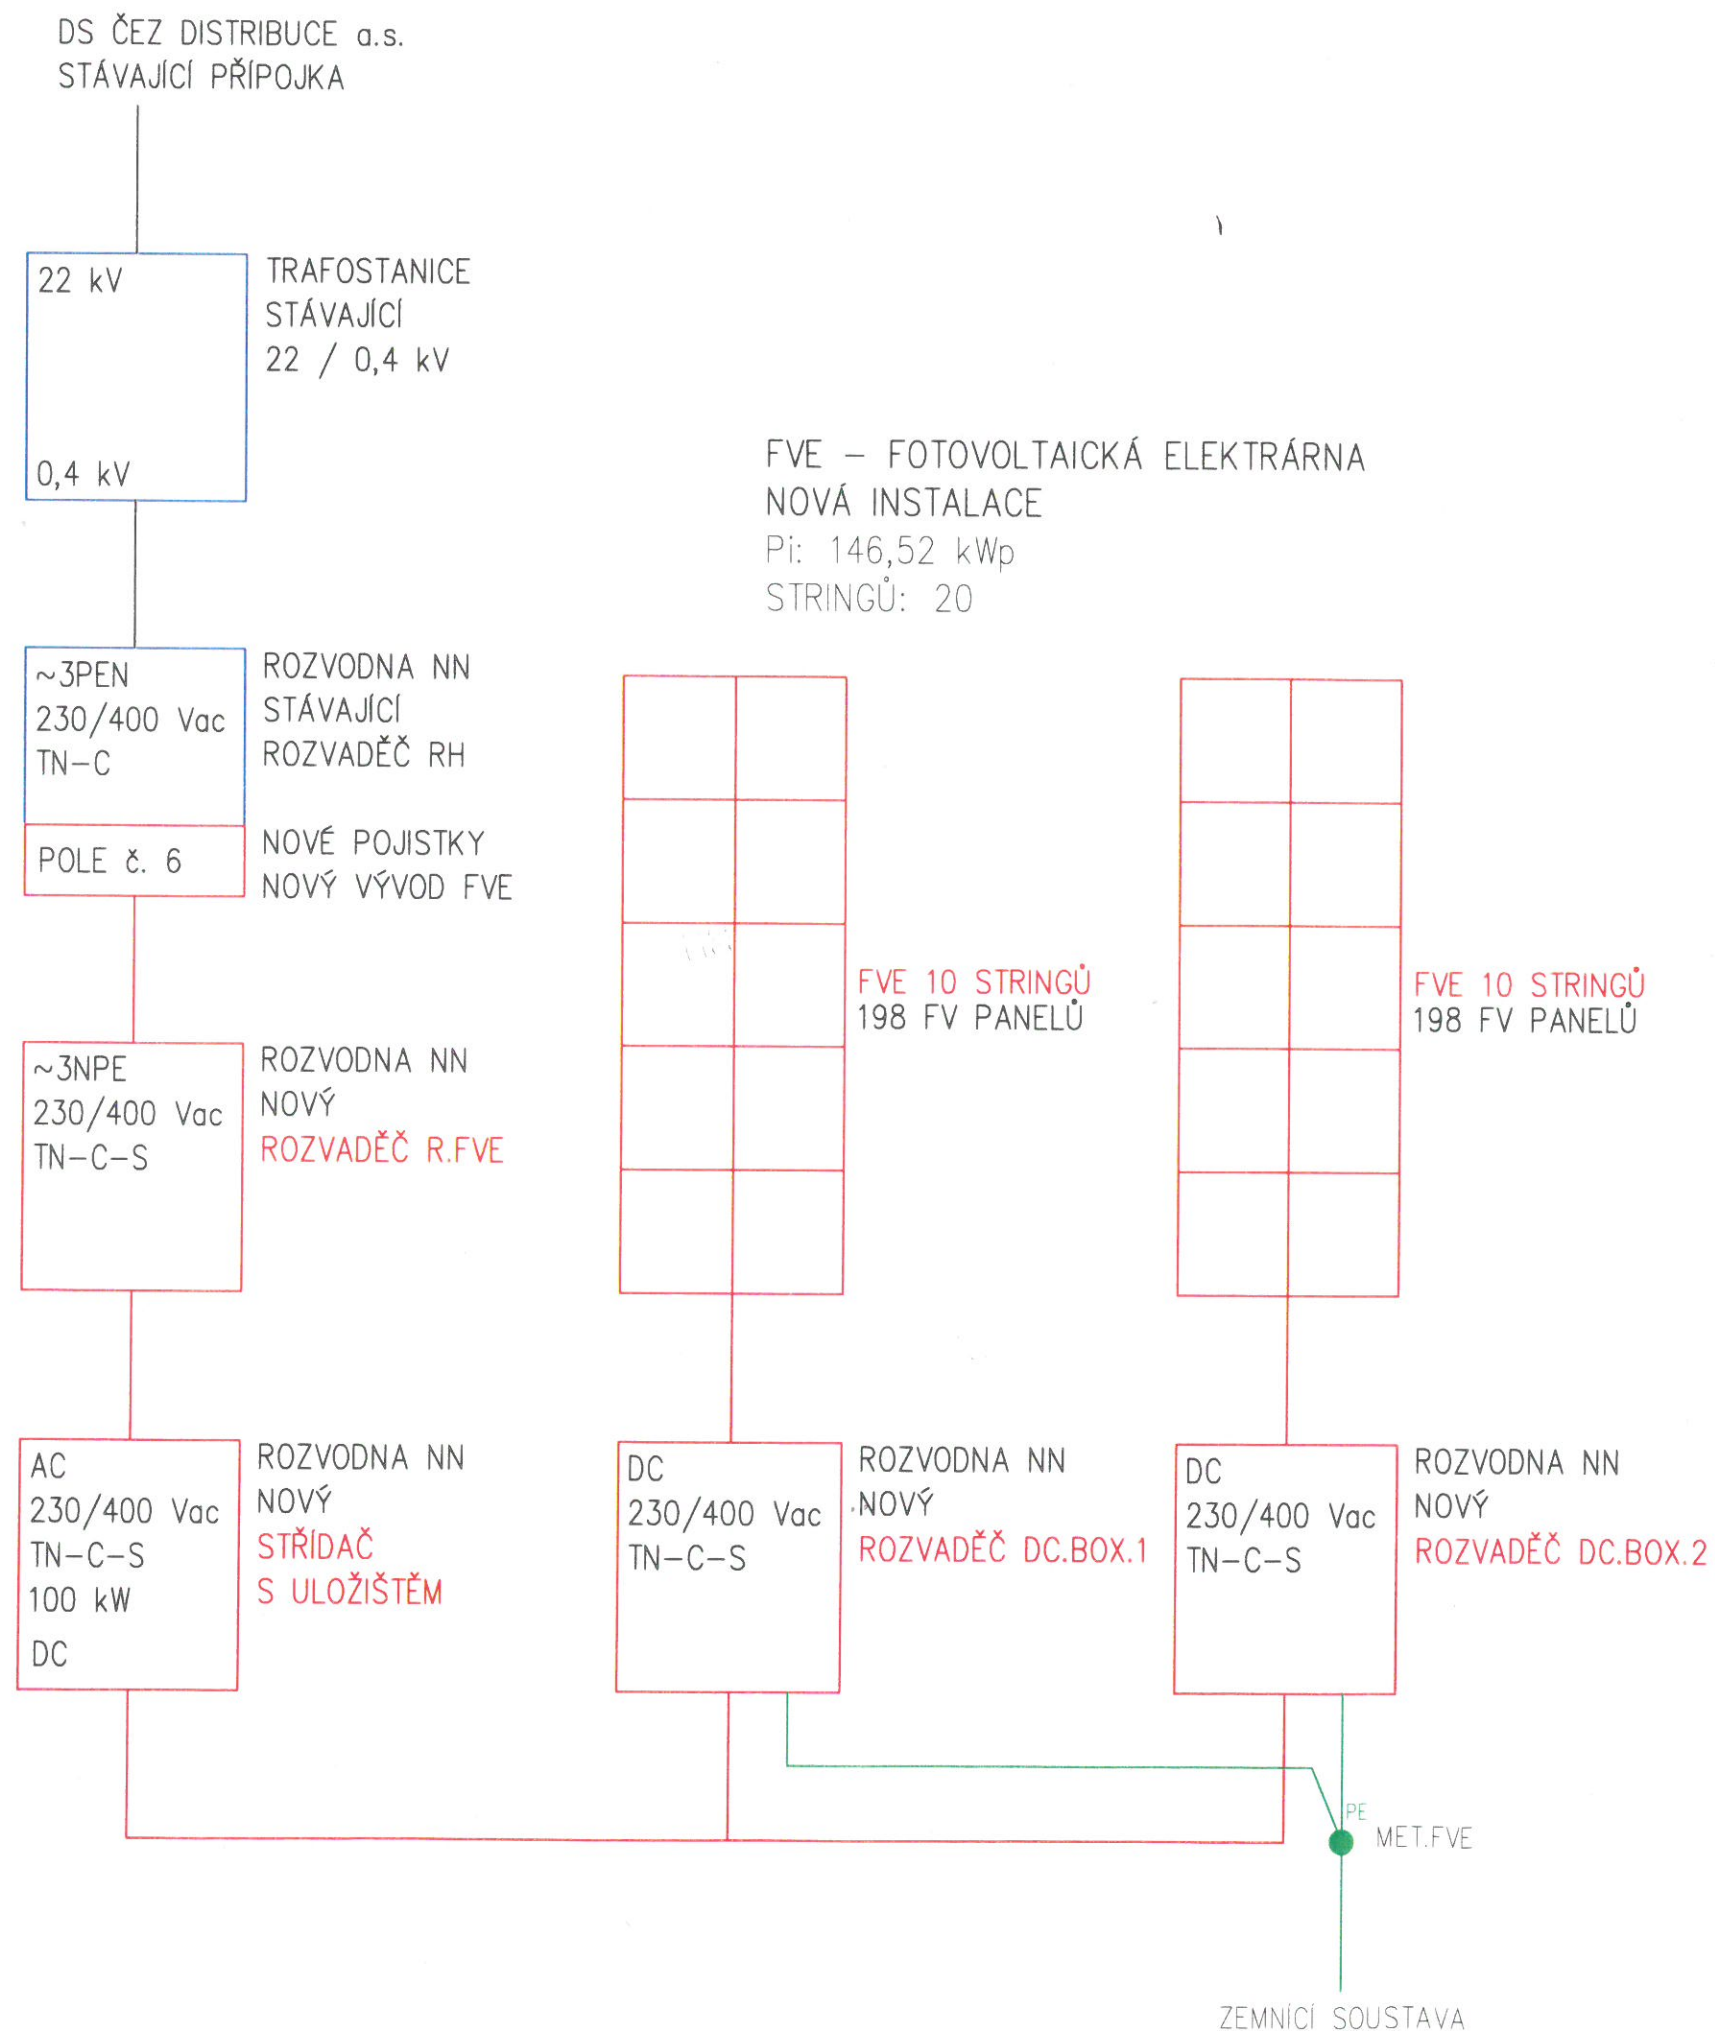 DS ČEZ DISTRIBUCE a.s.
STÁVAJÍCÍ PŘÍPOJKA
22 kV
0,4 kV
TRAFOSTANICE
STÁVAJÍCÍ
22 / 0,4 kV
FVE – FOTOVOLTAICKÁ ELEKTRÁRNA
NOVÁ INSTALACE
Pi: 146,52 kWp
STRINGŮ: 20
~3PEN
230/400 Vac
TN-C
ROZVODNA NN
STÁVAJÍCÍ
ROZVADĚČ RH
POLE č. 6
NOVÉ POJISTKY
NOVÝ VÝVOD FVE
FVE 10 STRINGŮ
198 FV PANELŮ
FVE 10 STRINGŮ
198 FV PANELŮ
~3NPE
230/400 Vac
TN-C-S
ROZVODNA NN
NOVÝ
ROZVADĚČ R.FVE
AC
230/400 Vac
TN-C-S
100 kW
DC
ROZVODNA NN
NOVÝ
STŘÍDAČ
S ULOŽIŠTĚM
DC
230/400 Vac
TN-C-S
ROZVODNA NN
NOVÝ
ROZVADĚČ DC.BOX.1
DC
230/400 Vac
TN-C-S
ROZVODNA NN
NOVÝ
ROZVADĚČ DC.BOX.2
PE
MET.FVE
ZEMNÍCÍ SOUSTAVA